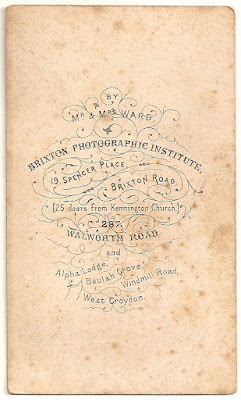 BY
Mr & Mrs WARD,
BRIXTON PHOTOGRAPHIC INSTITUTE,
19, SPENCER PLACE
BRIXTON ROAD,
(25 doors from Kennington Church)
287,
WALWORTH ROAD
and
Alpha Lodge,
Beulah Grove,
Windmill Road,
West Croydon.